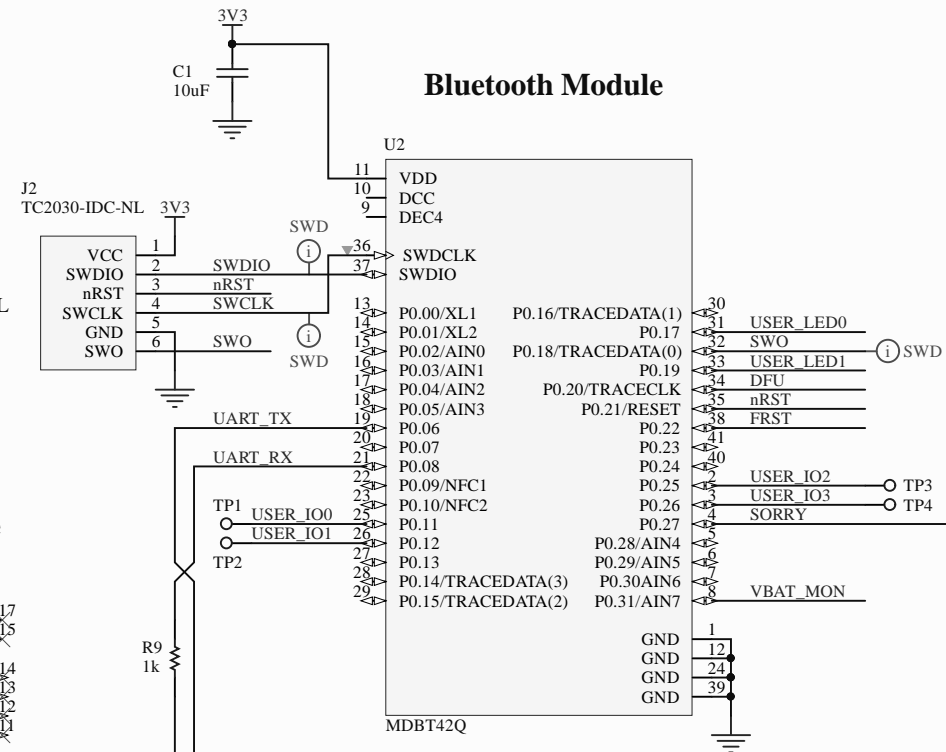 3V3
C1
10uF
Bluetooth Module
U2
11 VDD
10 DCC
9 DEC4
36 SWDCLK
37 SWDIO
13 P0.00/XL1
14 P0.01/XL2
15 P0.02/AIN0
16 P0.03/AIN1
17 P0.04/AIN2
18 P0.05/AIN3
19 P0.06
20 P0.07
21 P0.08
22 P0.09/NFC1
23 P0.10/NFC2
25 P0.11
26 P0.12
27 P0.13
28 P0.14/TRACEDATA(3)
29 P0.15/TRACEDATA(2)
P0.16/TRACEDATA(1) 30
P0.17 31 USER_LED0
P0.18/TRACEDATA(0) 32 SWO i SWD
P0.19 33 USER_LED1
P0.20/TRACECLK 34 DFU
P0.21/RESET 35 nRST
P0.22 38 FRST
P0.23 41
P0.24 40
P0.25 2 USER_IO2 TP3
P0.26 3 USER_IO3 TP4
P0.27 4 SORRY
P0.28/AIN4 5
P0.29/AIN5 6
P0.30AIN6 7
P0.31/AIN7 8 VBAT_MON
GND 1
GND 12
GND 24
GND 39
MDBT42Q
J2
TC2030-IDC-NL
3V3
VCC 1
SWDIO 2 SWDIO
nRST 3 nRST
SWCLK 4 SWCLK
GND 5
SWO 6 SWO
SWD
i
i
SWD
UART_TX
UART_RX
TP1
USER_IO0
USER_IO1
TP2
R9
1k
L
17
15
14
13
12
11